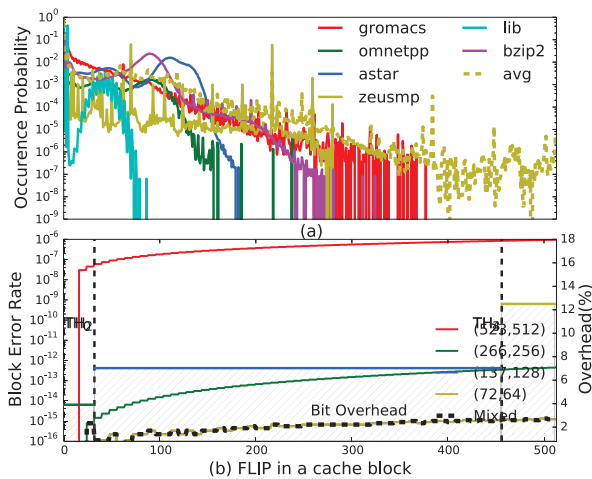 10^0
10^-1
10^-2
10^-3
10^-4
10^-5
10^-6
10^-7
10^-8
10^-9
Occurence Probability
gromacs
omnetpp
astar
zeusmp
lib
bzip2
avg
(a)
10^-6
10^-7
10^-8
10^-9
10^-10
10^-11
10^-12
10^-13
10^-14
10^-15
10^-16
Block Error Rate
(523,512)
(266,256)
(137,128)
(72,64)
Mixed
Bit Overhead
18
16
14
12
10
8
6
4
2
Overhead(%)
0 100 200 300 400 500
(b) FLIP in a cache block